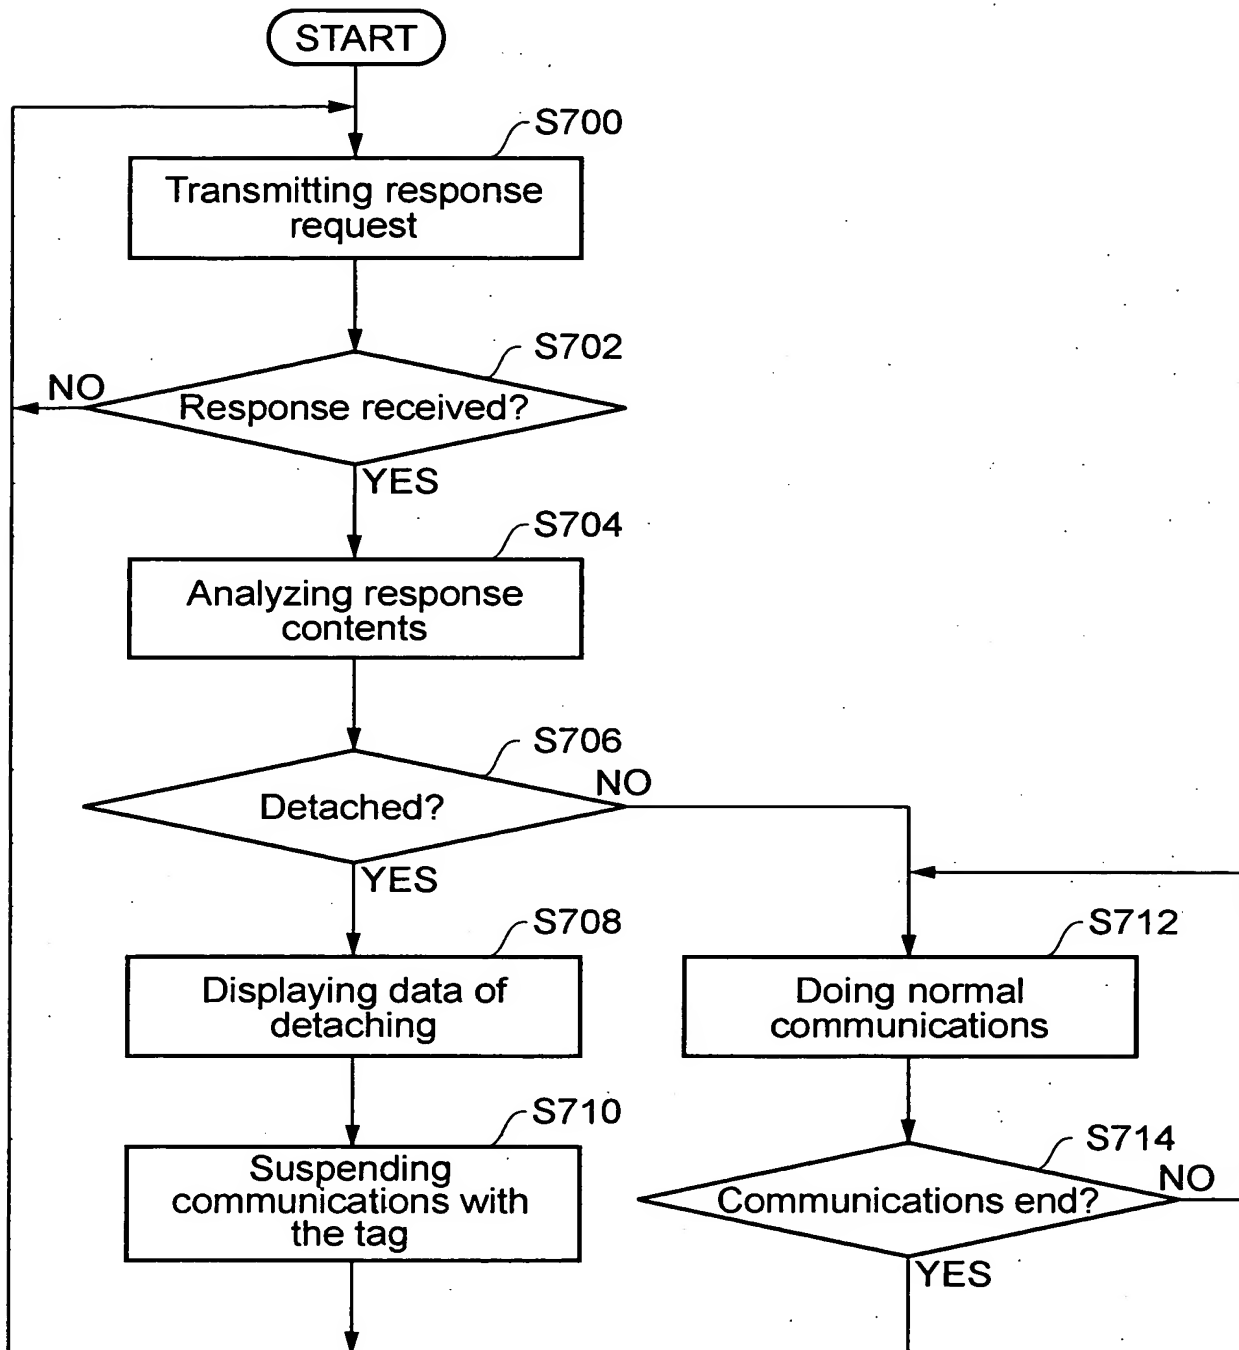 START
S700
Transmitting response
request
S702
NO
Response received?
YES
S704
Analyzing response
contents
S706
NO
Detached?
YES
S708
S712
Displaying data of
detaching
Doing normal
communications
S710
S714
Suspending
communications with
the tag
NO
Communications end?
YES